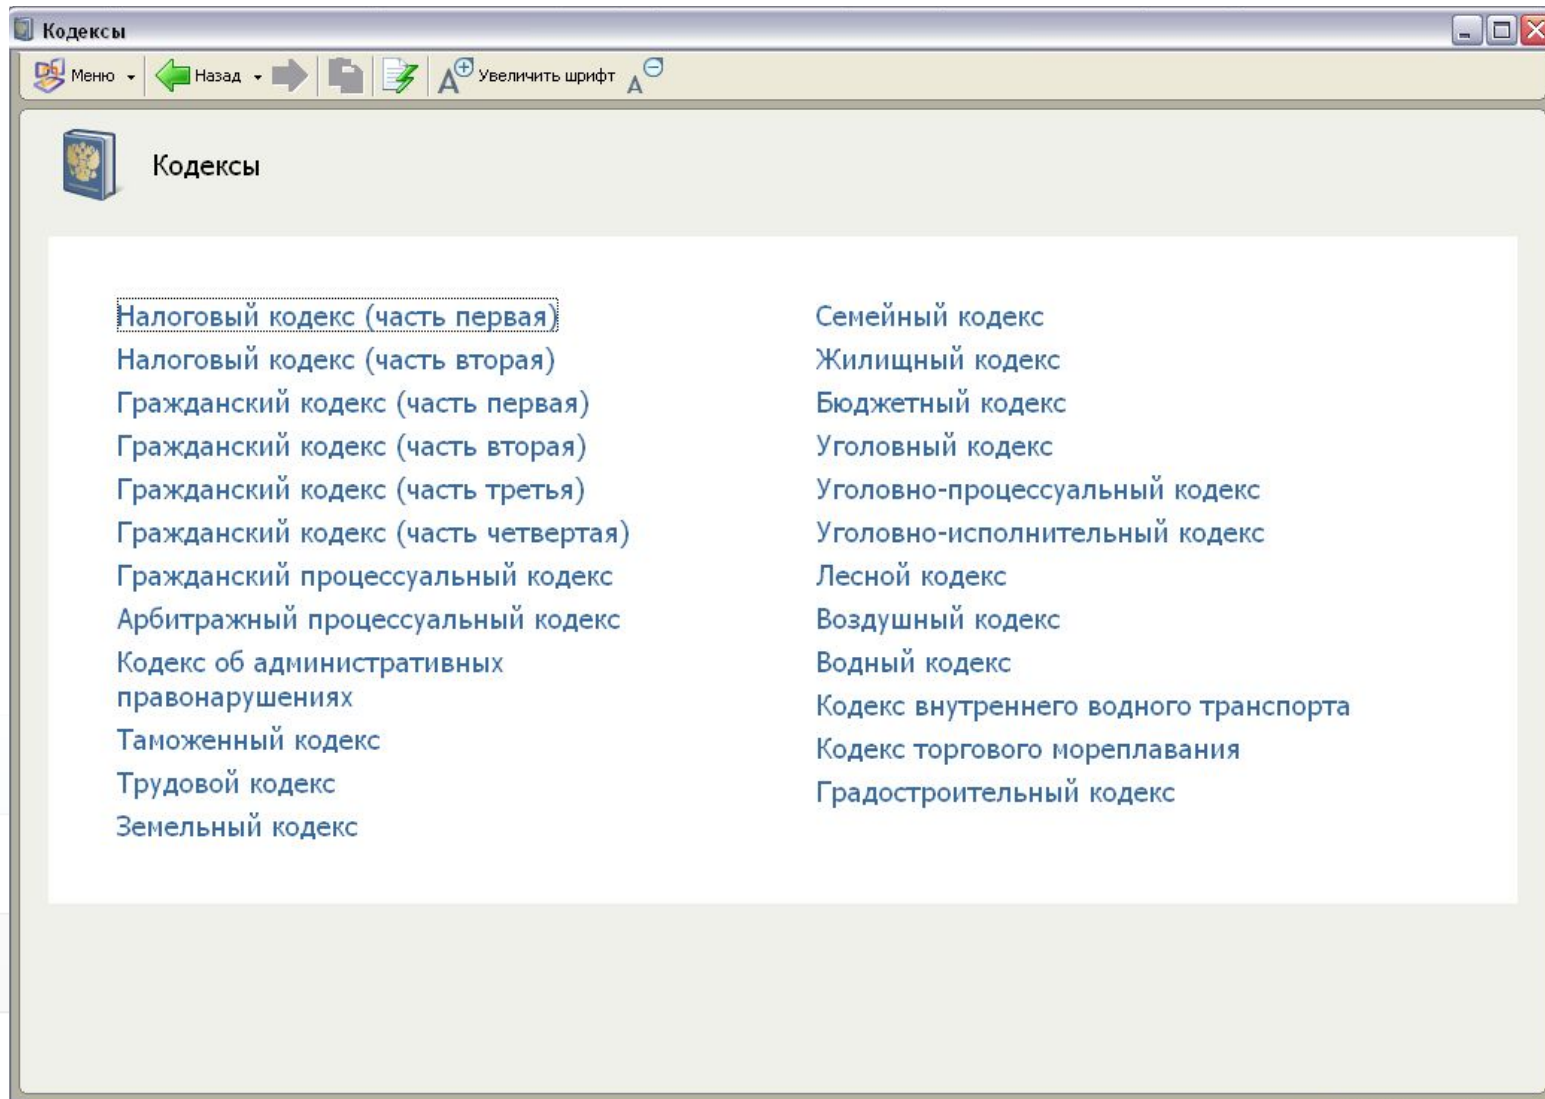 Кодексы
Меню
Назад
Увеличить шрифт
Кодексы
Налоговый кодекс (часть первая)
Налоговый кодекс (часть вторая)
Гражданский кодекс (часть первая)
Гражданский кодекс (часть вторая)
Гражданский кодекс (часть третья)
Гражданский кодекс (часть четвертая)
Гражданский процессуальный кодекс
Арбитражный процессуальный кодекс
Кодекс об административных
правонарушениях
Таможенный кодекс
Трудовой кодекс
Земельный кодекс
Семейный кодекс
Жилищный кодекс
Бюджетный кодекс
Уголовный кодекс
Уголовно-процессуальный кодекс
Уголовно-исполнительный кодекс
Лесной кодекс
Воздушный кодекс
Водный кодекс
Кодекс внутреннего водного транспорта
Кодекс торгового мореплавания
Градостроительный кодекс